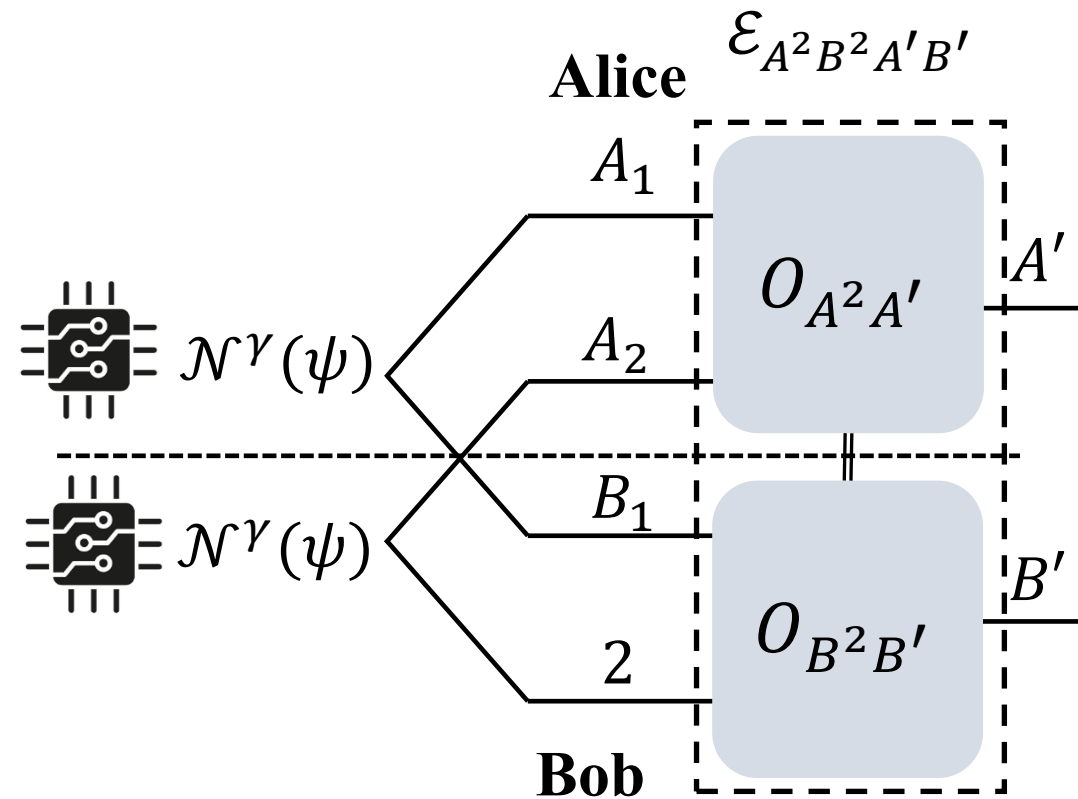 ℰ_{A²B²A′B′}
Alice
A₁
O_{A²A′}
A′
𝒩^γ(ψ)
A₂
B₁
𝒩^γ(ψ)
B′
O_{B²B′}
2
Bob